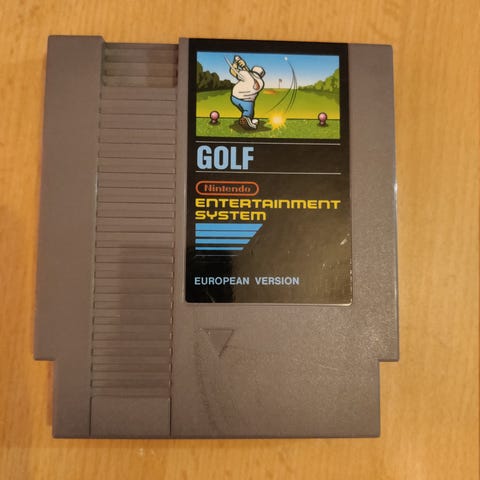 GOLF
Nintendo
ENTERTAINMENT
SYSTEM
EUROPEAN VERSION